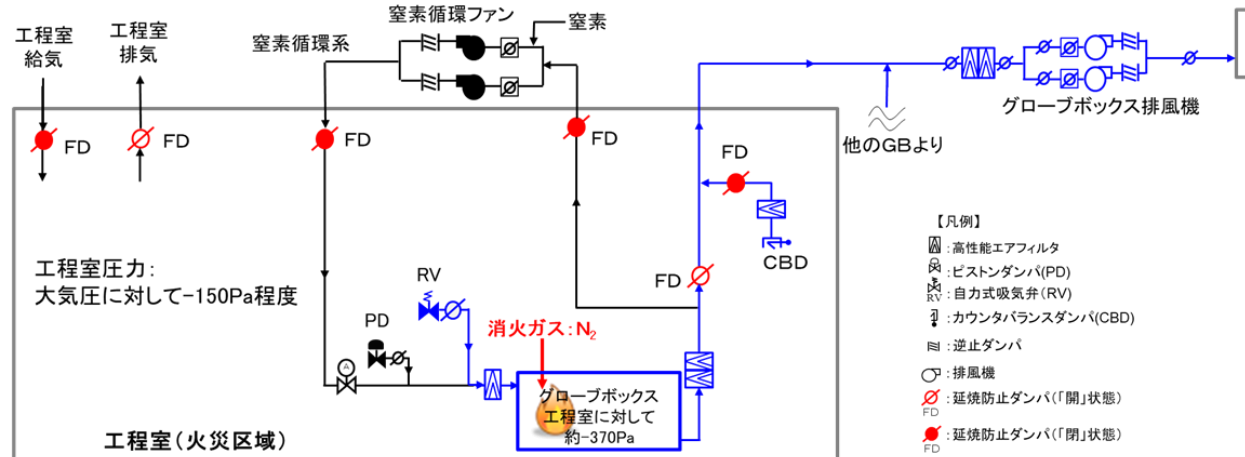 工程室
給気
工程室
排気
窒素循環系
窒素循環ファン
窒素
グローブボックス排風機
他のGBより
FD
FD
FD
FD
FD
CBD
FD
工程室圧力:
大気圧に対して-150Pa程度
RV
PD
A
消火ガス:N₂
グローブボックス
工程室に対して
約-370Pa
工程室(火災区域)
【凡例】
:高性能エアフィルタ
:ピストンダンパ(PD)
RV :自力式吸気弁(RV)
:カウンタバランスダンパ(CBD)
:逆止ダンパ
:排風機
:延焼防止ダンパ(「開」状態)
FD
:延焼防止ダンパ(「閉」状態)
FD